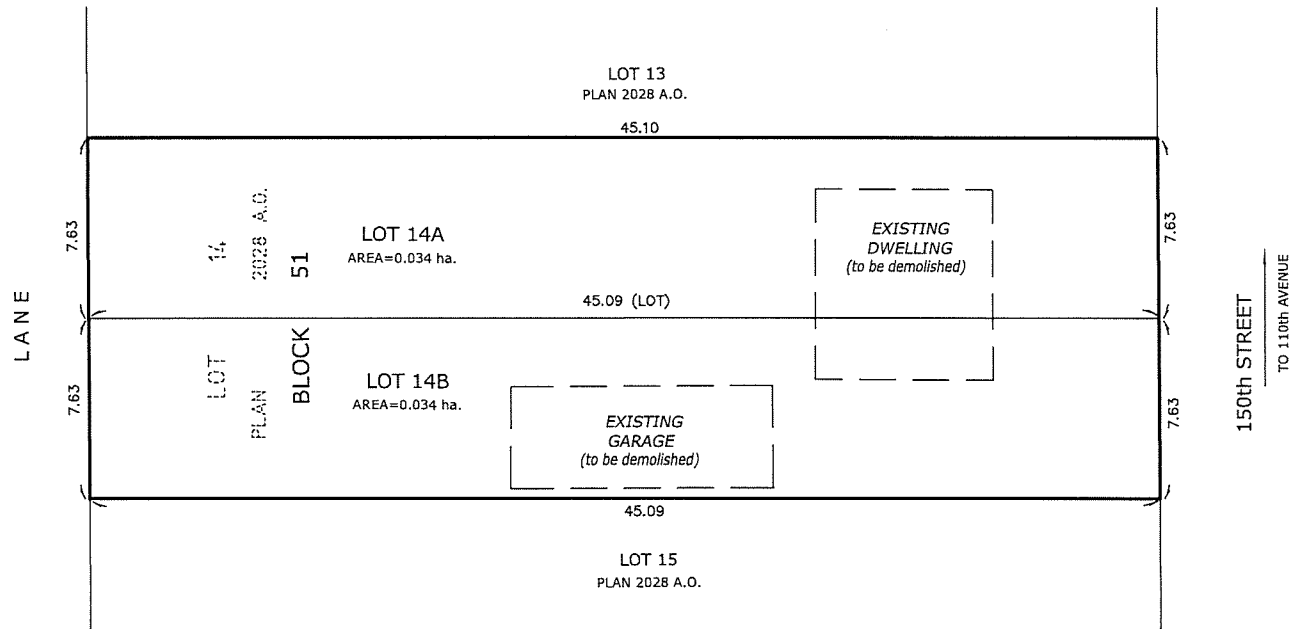 LOT 13
PLAN 2028 A.O.
45.10
7.63
LANE
7.63
LOT 14
PLAN 2028 A.O.
BLOCK 51
LOT 14A
AREA=0.034 ha.
45.09 (LOT)
LOT 14B
AREA=0.034 ha.
EXISTING
DWELLING
(to be demolished)
EXISTING
GARAGE
(to be demolished)
7.63
7.63
150th STREET
TO 110th AVENUE
45.09
LOT 15
PLAN 2028 A.O.